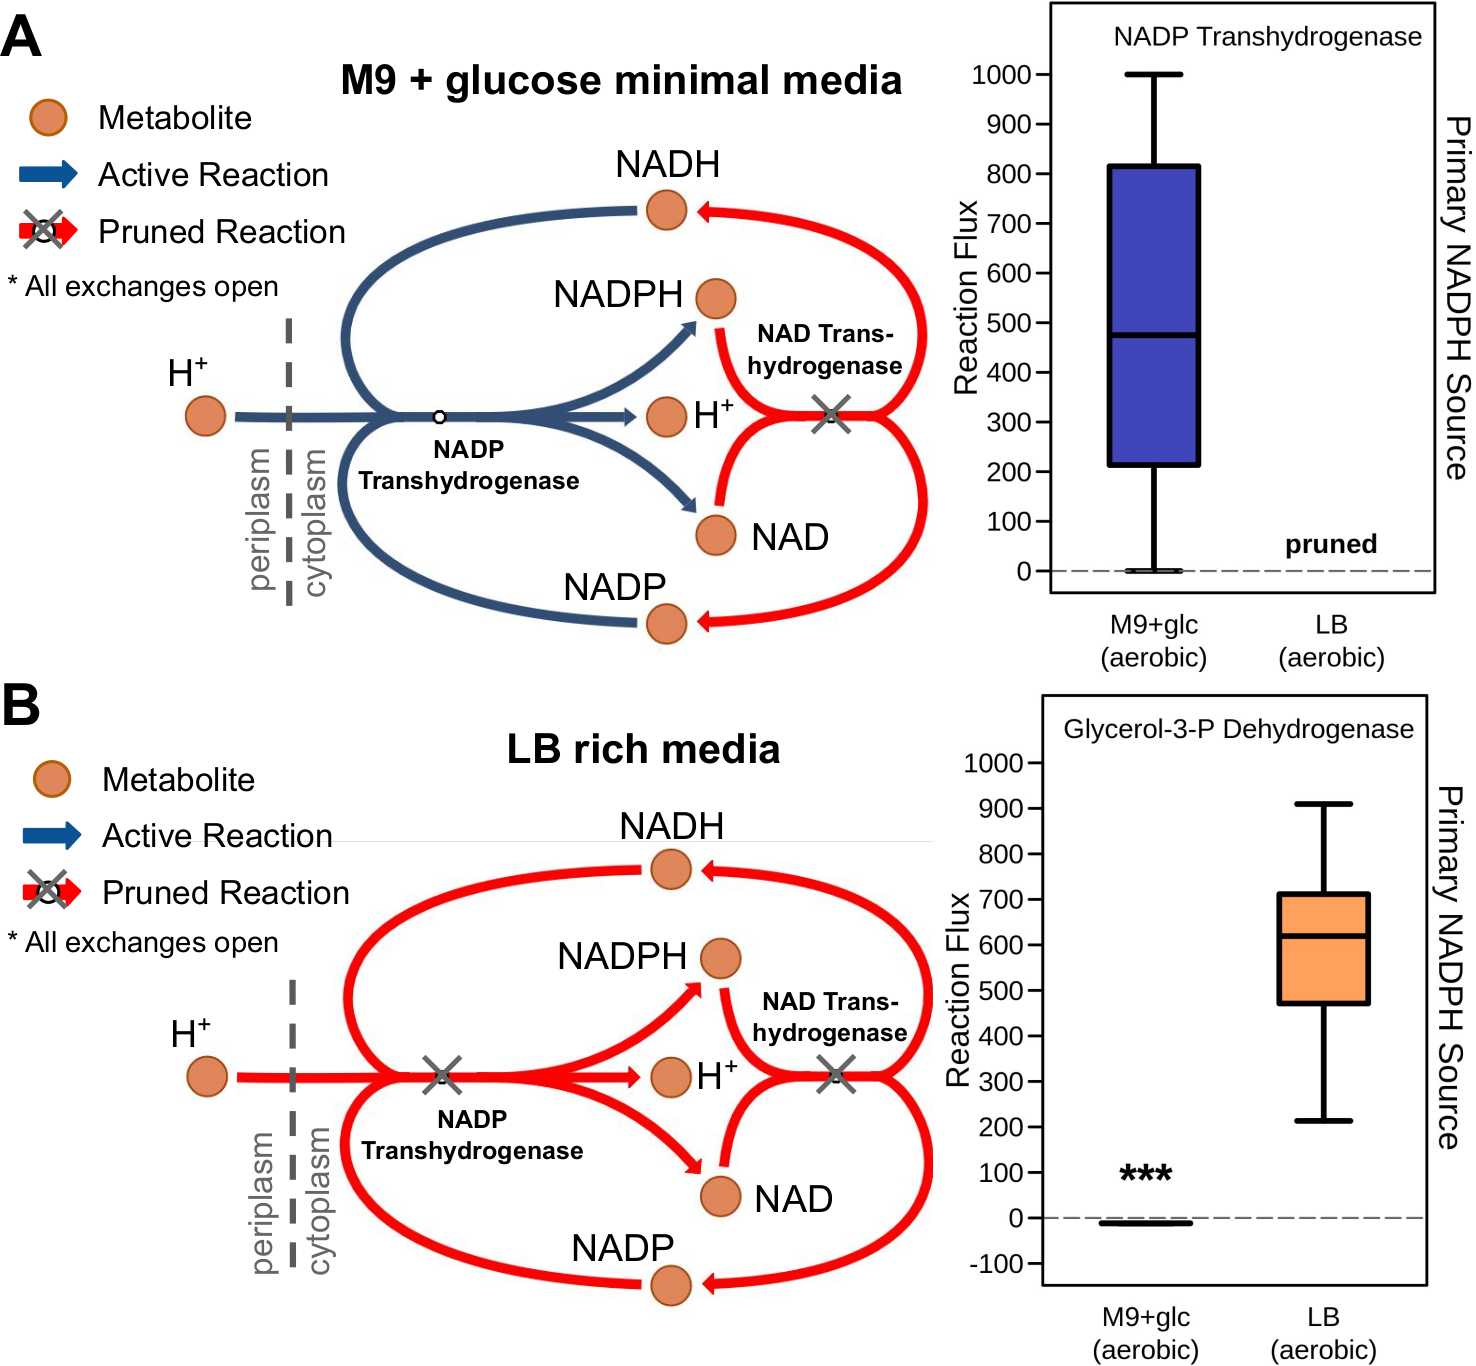 A
M9 + glucose minimal media
Metabolite
Active Reaction
Pruned Reaction
* All exchanges open
NADH
NADPH
NAD Trans-
hydrogenase
H+
H+
NADP
Transhydrogenase
periplasm
cytoplasm
NAD
NADP
NADP Transhydrogenase
1000
900
800
700
600
500
400
300
200
100
0
Reaction Flux
pruned
M9+glc
(aerobic)
LB
(aerobic)
Primary NADPH Source
B
LB rich media
Metabolite
Active Reaction
Pruned Reaction
* All exchanges open
NADH
NADPH
NAD Trans-
hydrogenase
H+
H+
NADP
Transhydrogenase
periplasm
cytoplasm
NAD
NADP
Glycerol-3-P Dehydrogenase
1000
900
800
700
600
500
400
300
200
100
0
-100
Reaction Flux
***
M9+glc
(aerobic)
LB
(aerobic)
Primary NADPH Source